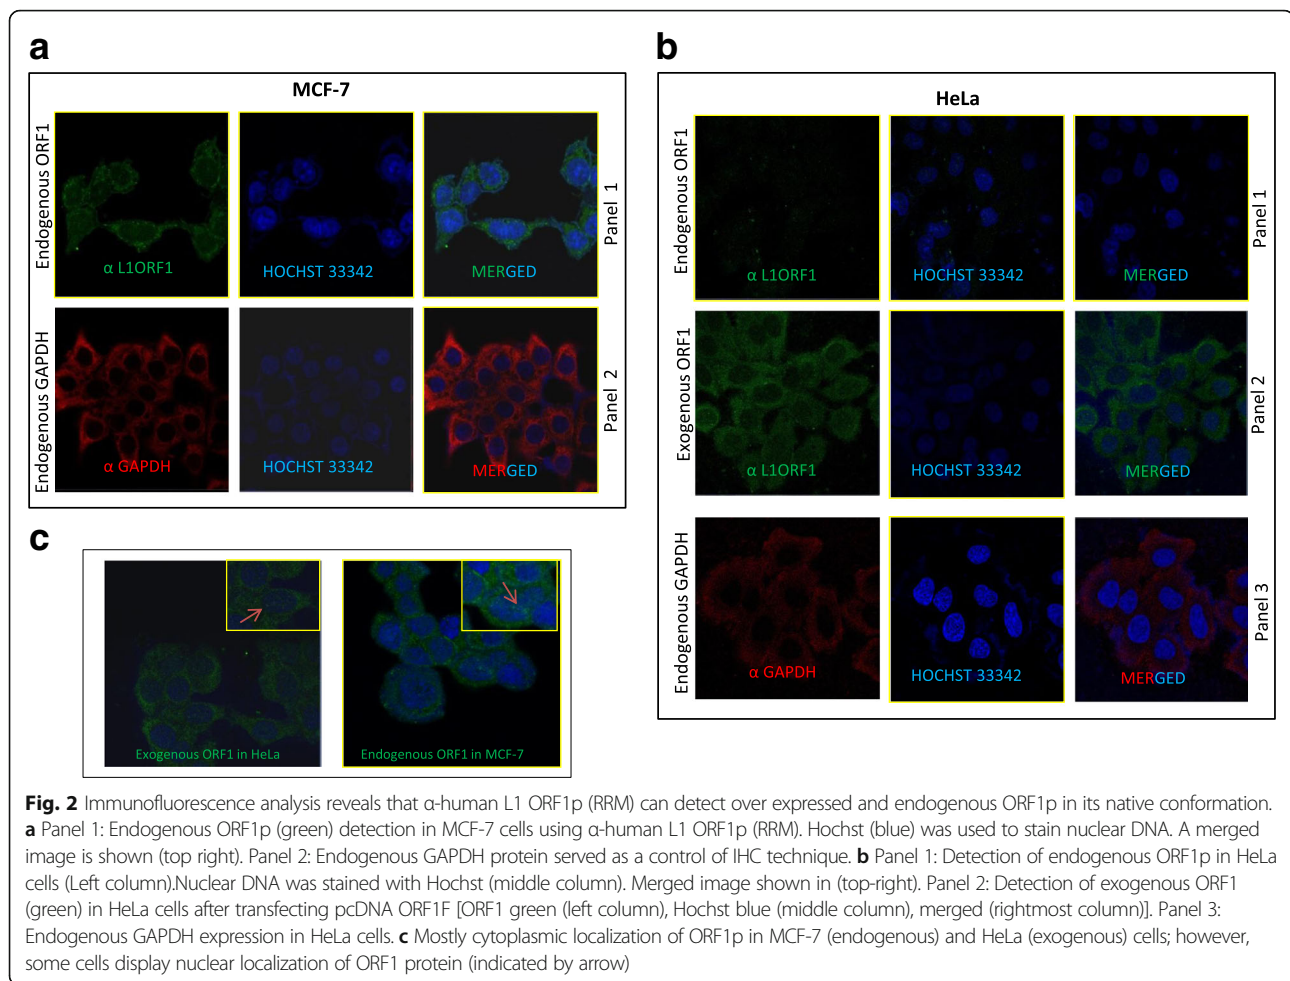 a
MCF-7
Endogenous ORF1
α L1ORF1
HOCHST 33342
MERGED
Panel 1
Endogenous GAPDH
α GAPDH
HOCHST 33342
MERGED
Panel 2
b
HeLa
Endogenous ORF1
α L1ORF1
HOCHST 33342
MERGED
Panel 1
Exogenous ORF1
α L1ORF1
HOCHST 33342
MERGED
Panel 2
Endogenous GAPDH
α GAPDH
HOCHST 33342
MERGED
Panel 3
c
Exogenous ORF1 in HeLa
Endogenous ORF1 in MCF-7
Fig. 2 Immunofluorescence analysis reveals that α-human L1 ORF1p (RRM) can detect over expressed and endogenous ORF1p in its native conformation.
a Panel 1: Endogenous ORF1p (green) detection in MCF-7 cells using α-human L1 ORF1p (RRM). Hochst (blue) was used to stain nuclear DNA. A merged
image is shown (top right). Panel 2: Endogenous GAPDH protein served as a control of IHC technique. b Panel 1: Detection of endogenous ORF1p in HeLa
cells (Left column).Nuclear DNA was stained with Hochst (middle column). Merged image shown in (top-right). Panel 2: Detection of exogenous ORF1
(green) in HeLa cells after transfecting pcDNA ORF1F [ORF1 green (left column), Hochst blue (middle column), merged (rightmost column)]. Panel 3:
Endogenous GAPDH expression in HeLa cells. c Mostly cytoplasmic localization of ORF1p in MCF-7 (endogenous) and HeLa (exogenous) cells; however,
some cells display nuclear localization of ORF1 protein (indicated by arrow)